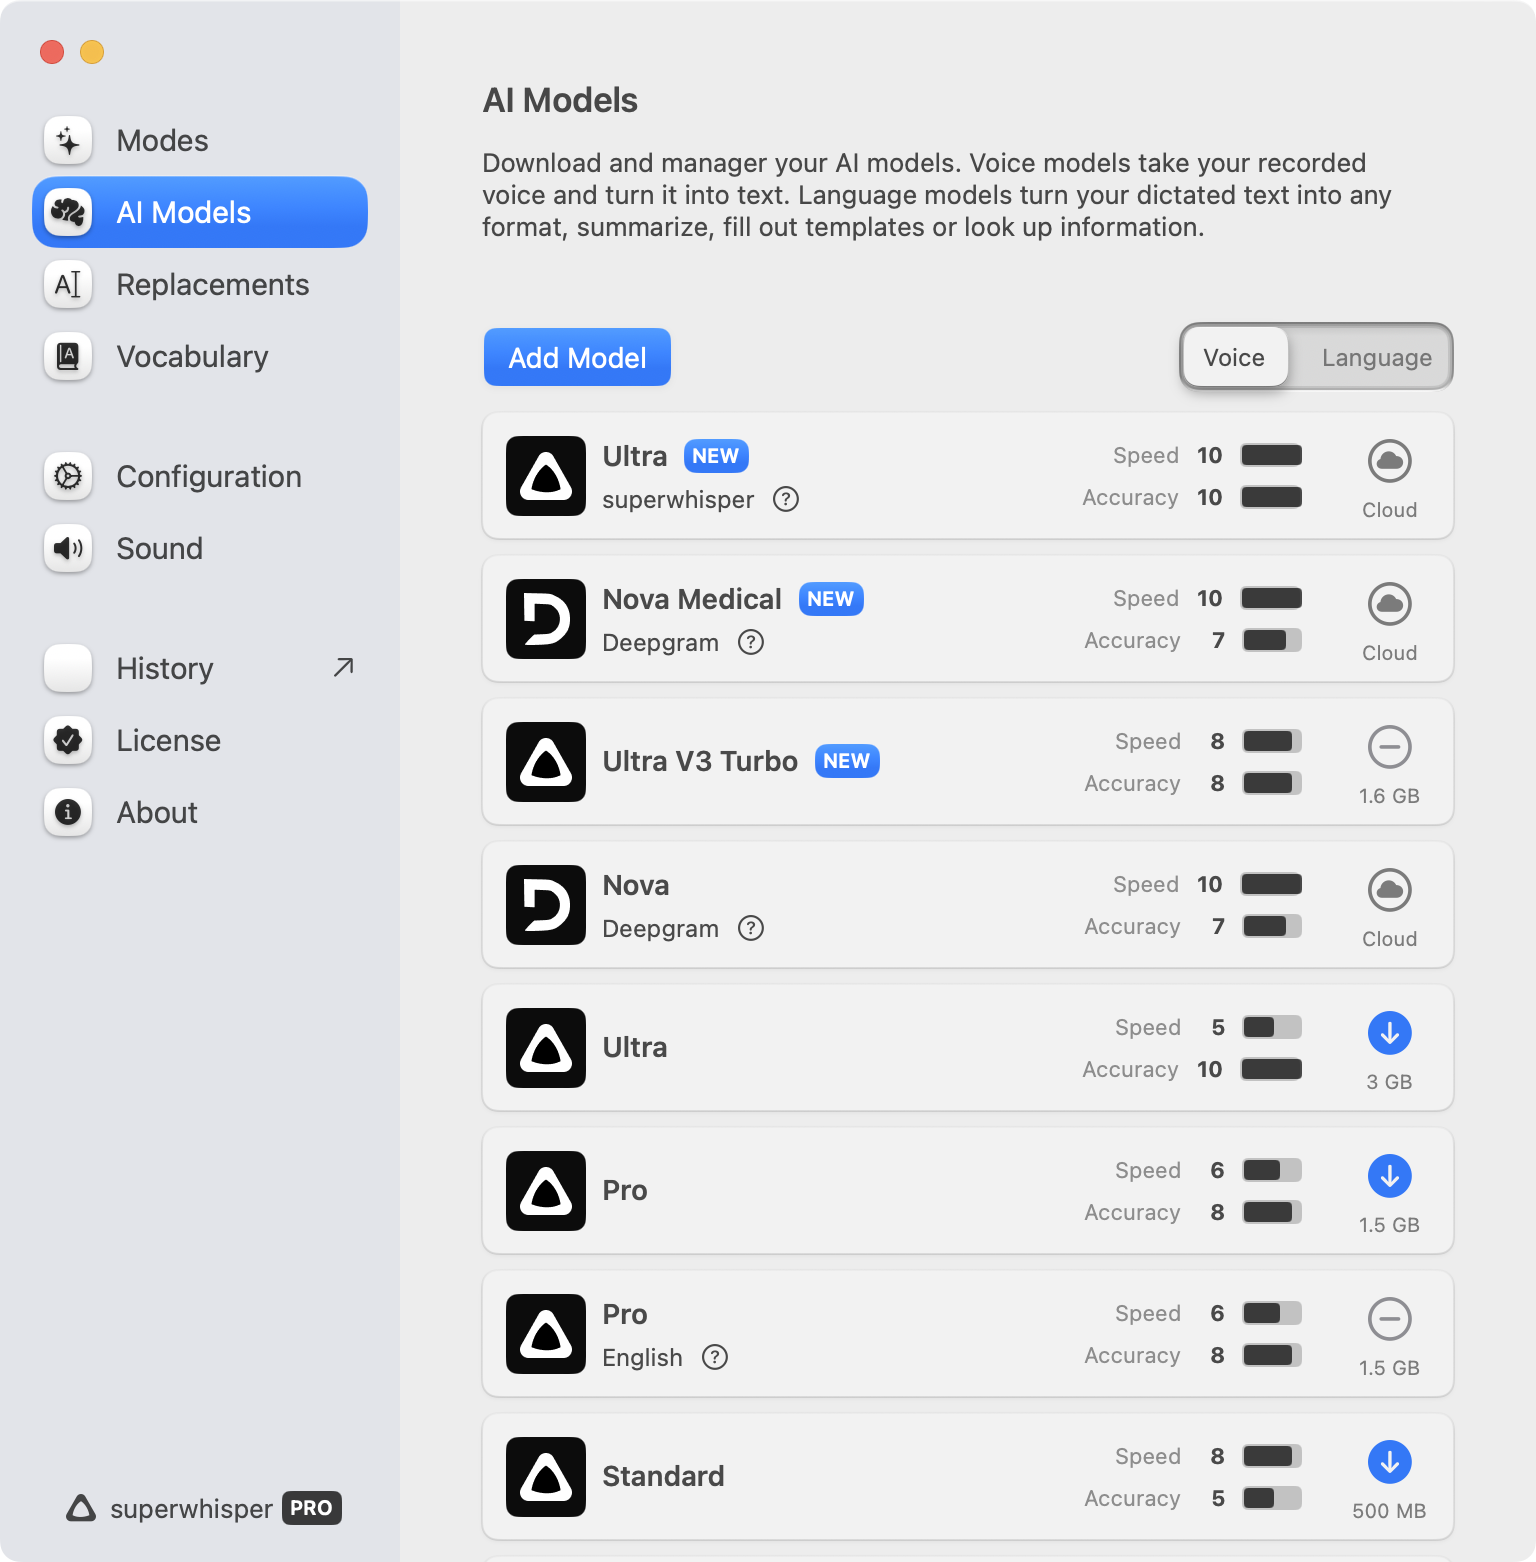 Modes
AI Models
Replacements
Vocabulary
Configuration
Sound
History
License
About
superwhisper PRO
AI Models
Download and manager your AI models. Voice models take your recorded
voice and turn it into text. Language models turn your dictated text into any
format, summarize, fill out templates or look up information.
Add Model
Voice Language
Ultra NEW
superwhisper ?
Speed 10
Accuracy 10
Cloud
Nova Medical NEW
Deepgram ?
Speed 10
Accuracy 7
Cloud
Ultra V3 Turbo NEW
Speed 8
Accuracy 8
1.6 GB
Nova
Deepgram ?
Speed 10
Accuracy 7
Cloud
Ultra
Speed 5
Accuracy 10
3 GB
Pro
Speed 6
Accuracy 8
1.5 GB
Pro
English ?
Speed 6
Accuracy 8
1.5 GB
Standard
Speed 8
Accuracy 5
500 MB